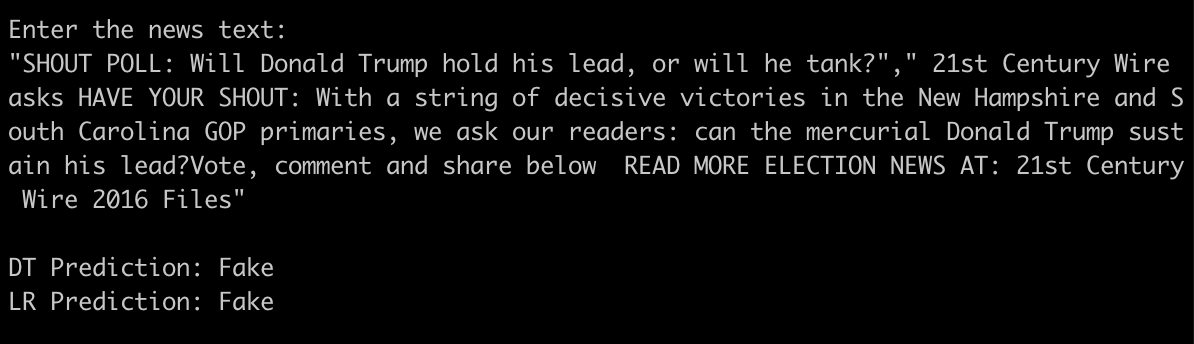 Enter the news text:
"SHOUT POLL: Will Donald Trump hold his lead, or will he tank?"," 21st Century Wire
asks HAVE YOUR SHOUT: With a string of decisive victories in the New Hampshire and S
outh Carolina GOP primaries, we ask our readers: can the mercurial Donald Trump sust
ain his lead?Vote, comment and share below  READ MORE ELECTION NEWS AT: 21st Century
 Wire 2016 Files"
DT Prediction: Fake
LR Prediction: Fake